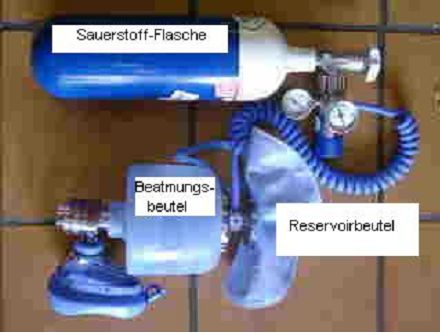 Sauerstoff-Flasche
Beatmungs-
beutel
Reservoirbeutel